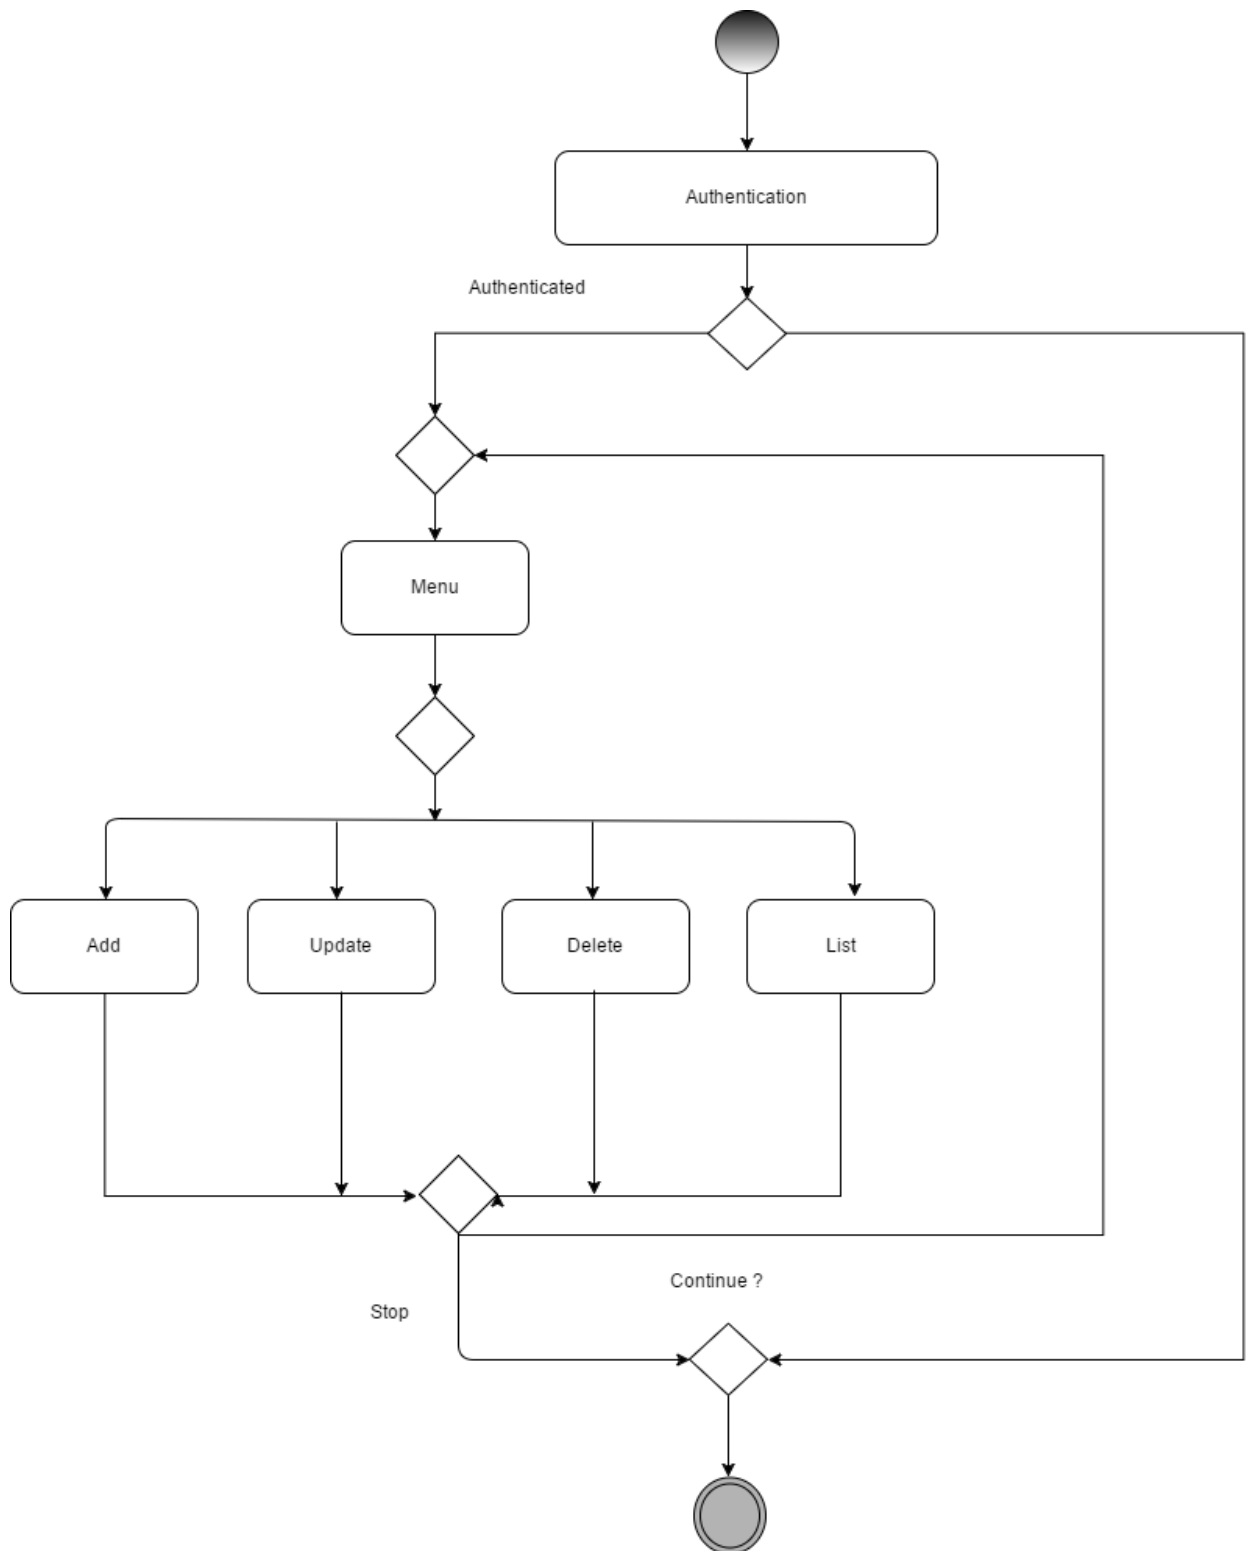 Authentication
Authenticated
Menu
Add
Update
Delete
List
Continue ?
Stop